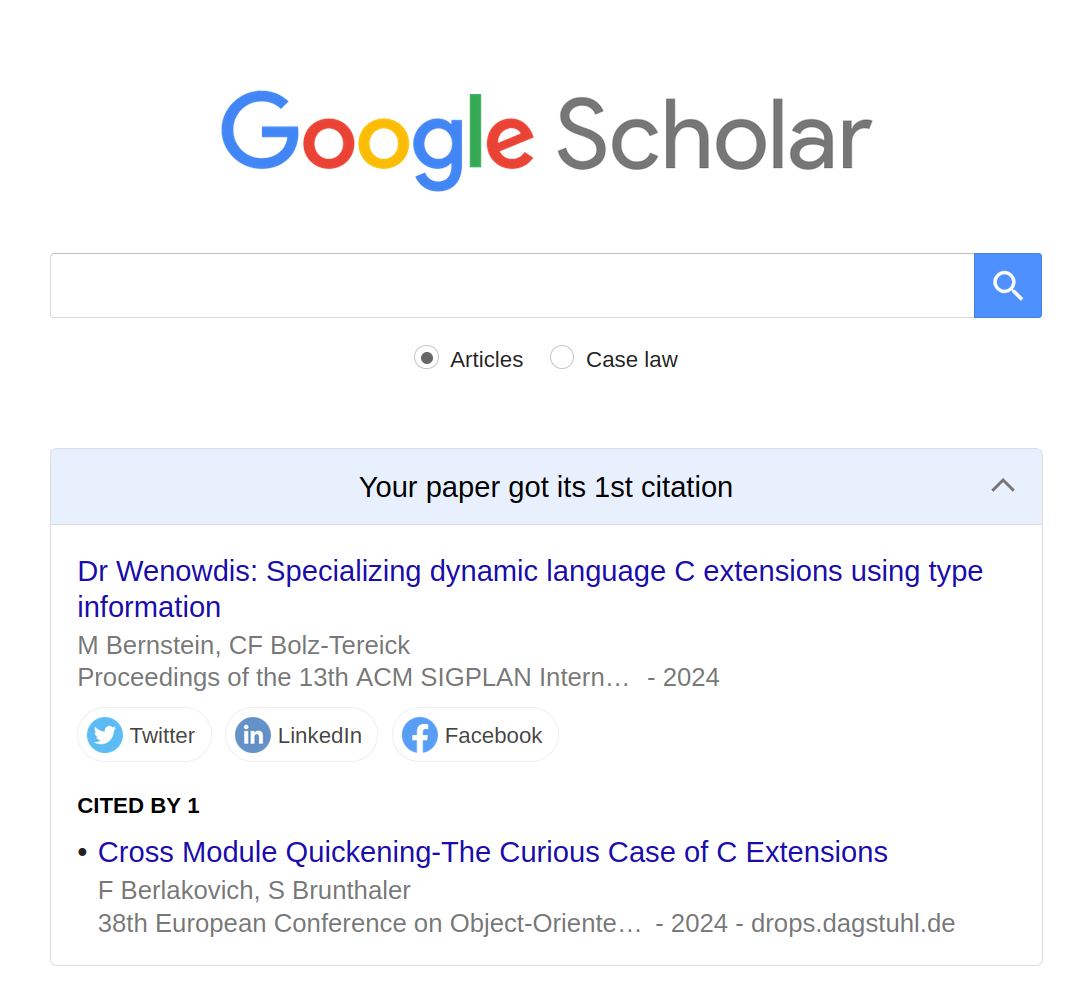 Google Scholar
Articles
Case law
Your paper got its 1st citation
Dr Wenowdis: Specializing dynamic language C extensions using type
information
M Bernstein, CF Bolz-Tereick
Proceedings of the 13th ACM SIGPLAN Intern… - 2024
Twitter
LinkedIn
Facebook
CITED BY 1
• Cross Module Quickening-The Curious Case of C Extensions
F Berlakovich, S Brunthaler
38th European Conference on Object-Oriente… - 2024 - drops.dagstuhl.de